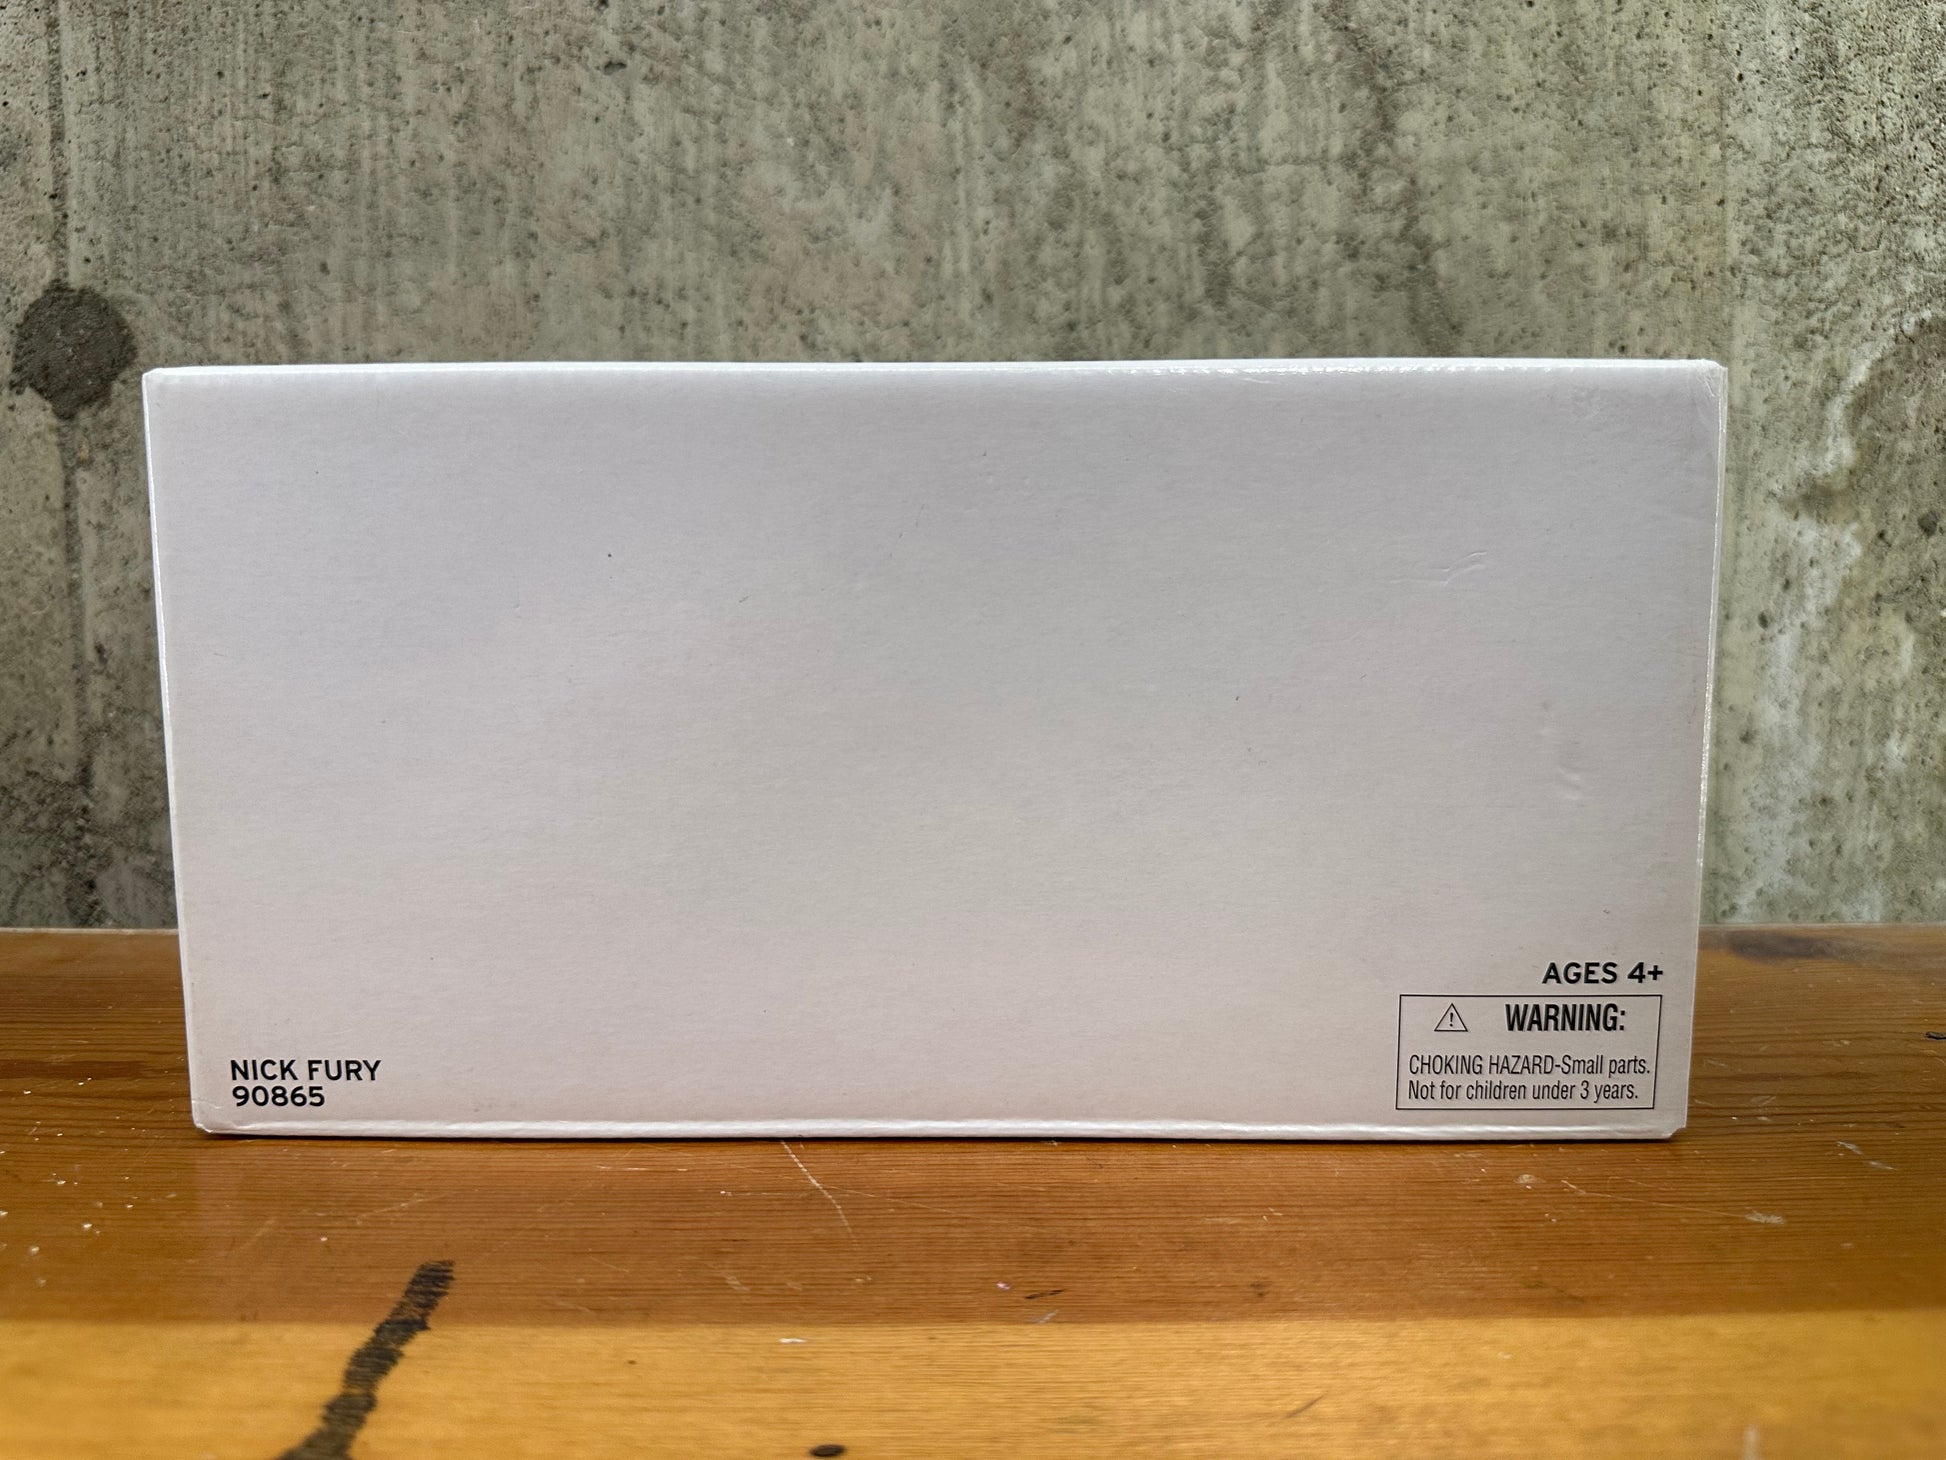 NICK FURY
90865
AGES 4+
WARNING:
CHOKING HAZARD-Small parts.
Not for children under 3 years.